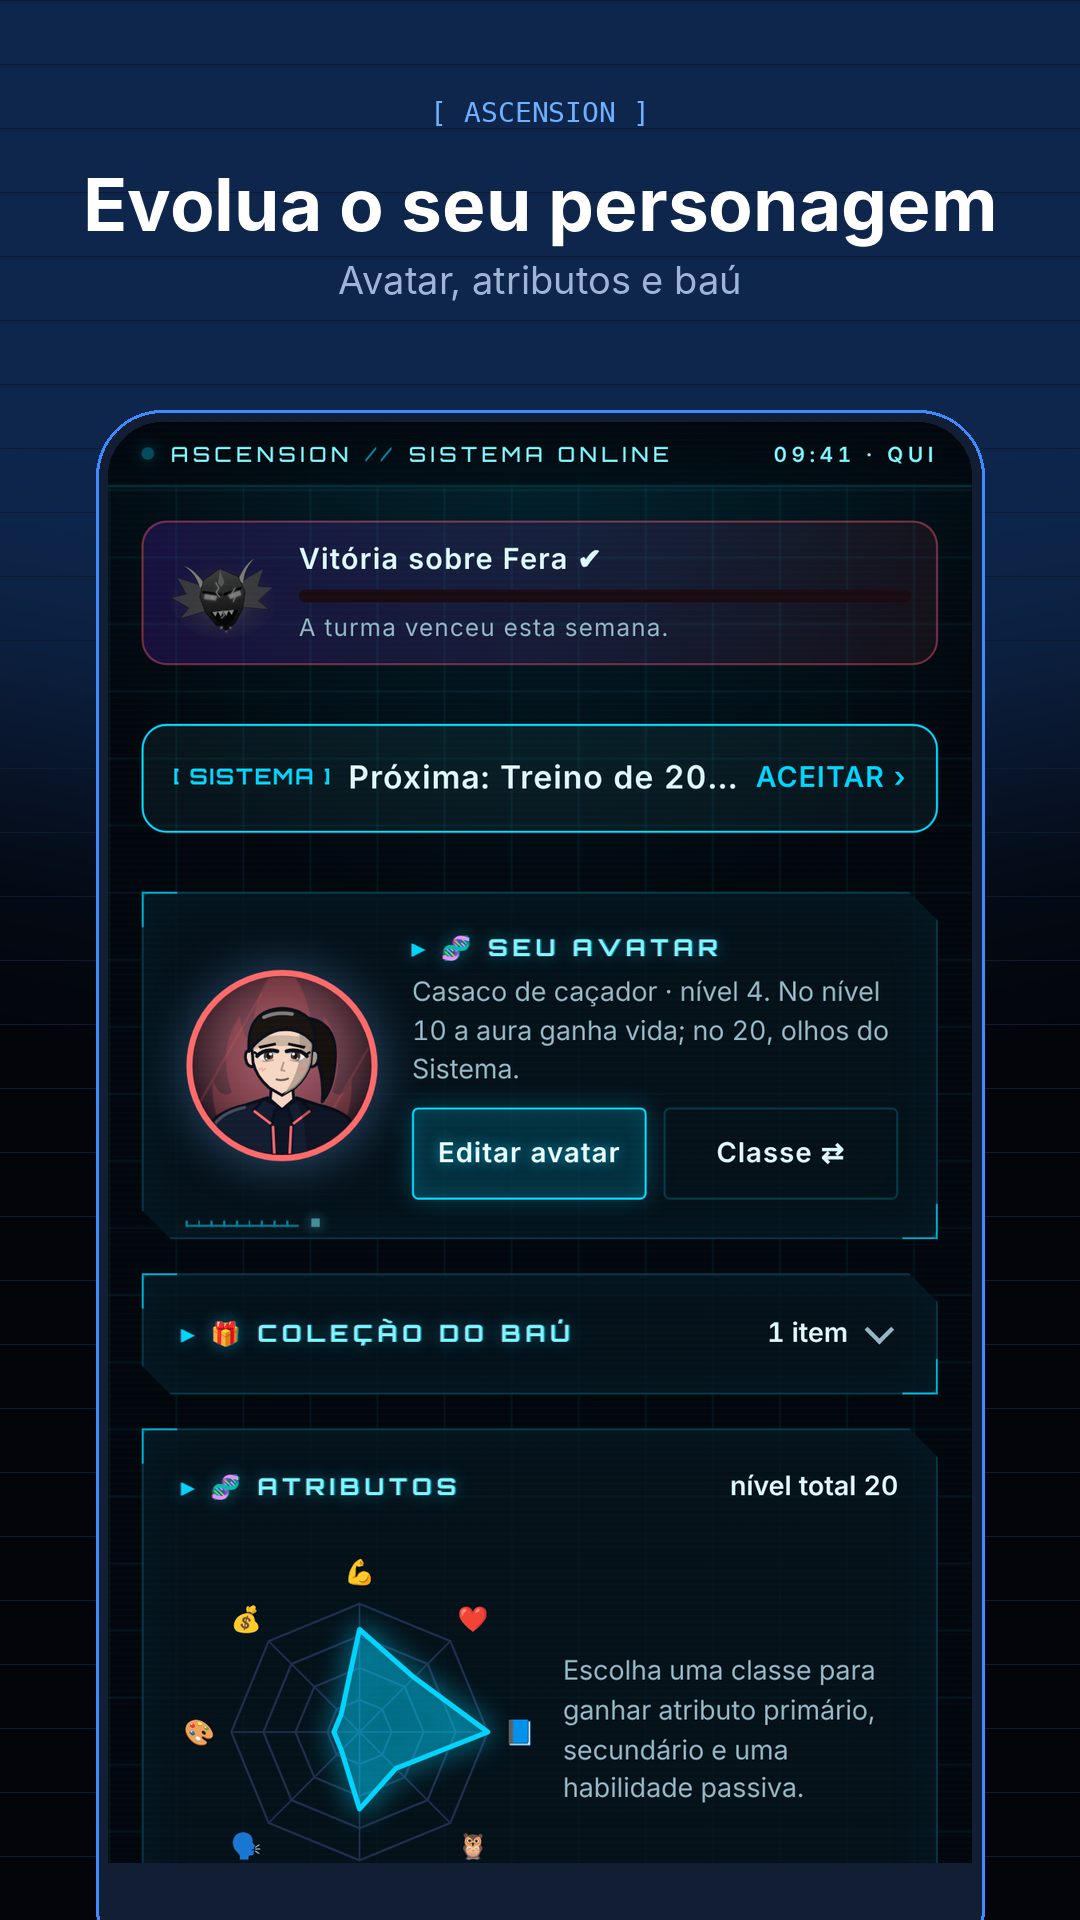 [ ASCENSION ]
Evolua o seu personagem
Avatar, atributos e baú
ASCENSION // SISTEMA ONLINE
09:41 · QUI
Vitória sobre Fera ✔
A turma venceu esta semana.
[ SISTEMA ] Próxima: Treino de 20... ACEITAR ›
▸ 🧬 SEU AVATAR
Casaco de caçador · nível 4. No nível
10 a aura ganha vida; no 20, olhos do
Sistema.
Editar avatar
Classe ⇄
▸ 🎁 COLEÇÃO DO BAÚ
1 item
▸ 🧬 ATRIBUTOS
nível total 20
Escolha uma classe para
ganhar atributo primário,
secundário e uma
habilidade passiva.